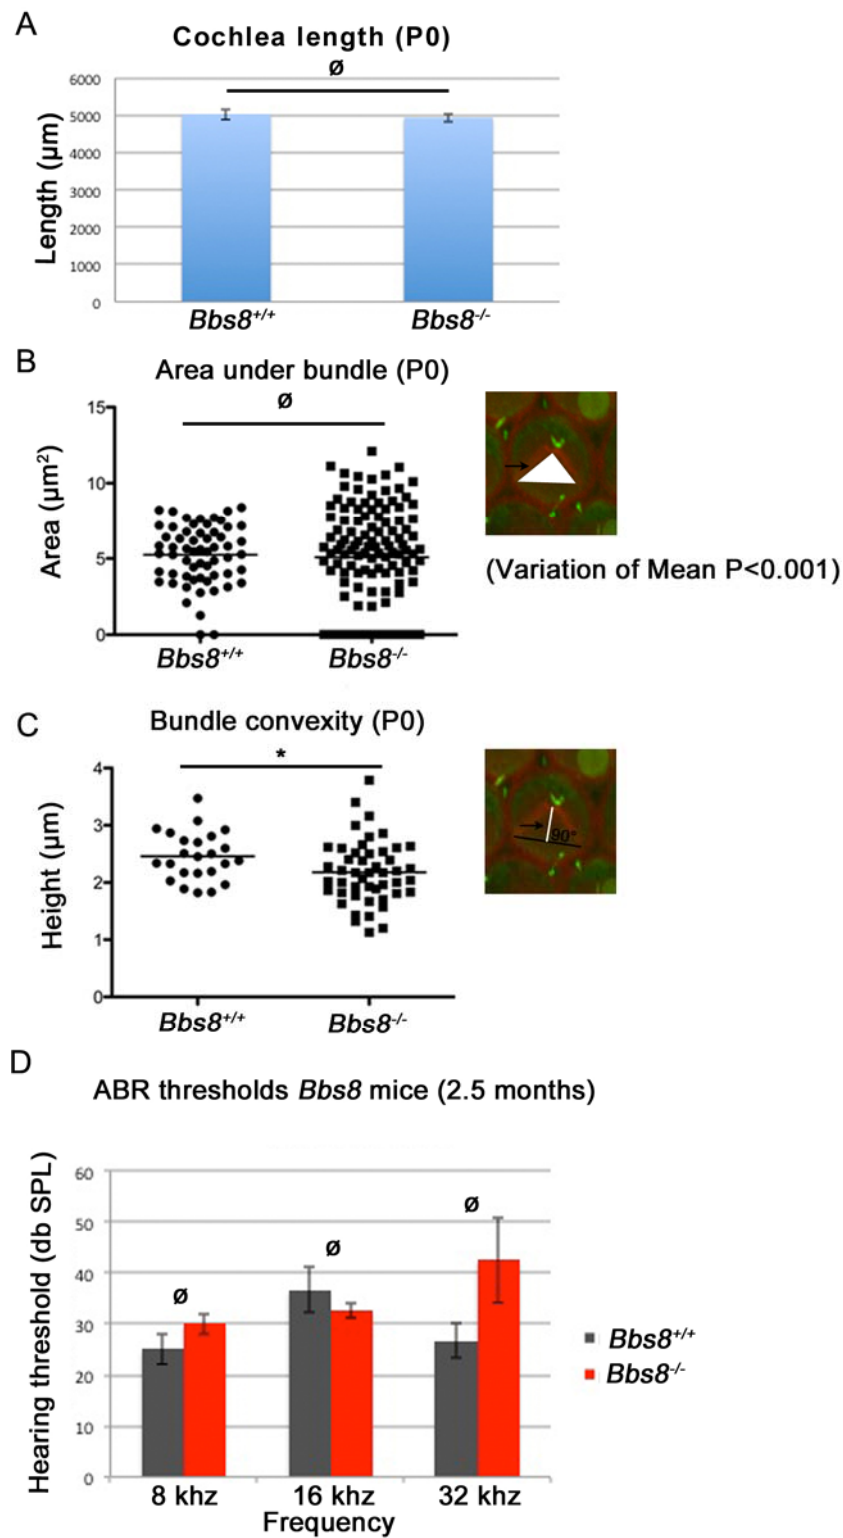 A
Cochlea length (P0)
Ø
Length (µm)
6000
5000
4000
3000
2000
1000
0
Bbs8+/+
Bbs8-/-
B
Area under bundle (P0)
Ø
Area (µm2)
15
10
5
0
Bbs8+/+
Bbs8-/-
(Variation of Mean P<0.001)
C
Bundle convexity (P0)
*
Height (µm)
4
3
2
1
0
90°
Bbs8+/+
Bbs8-/-
D
ABR thresholds Bbs8 mice (2.5 months)
Hearing threshold (db SPL)
60
50
40
30
20
10
0
Ø
Ø
Ø
Bbs8+/+
Bbs8-/-
8 khz
16 khz
32 khz
Frequency